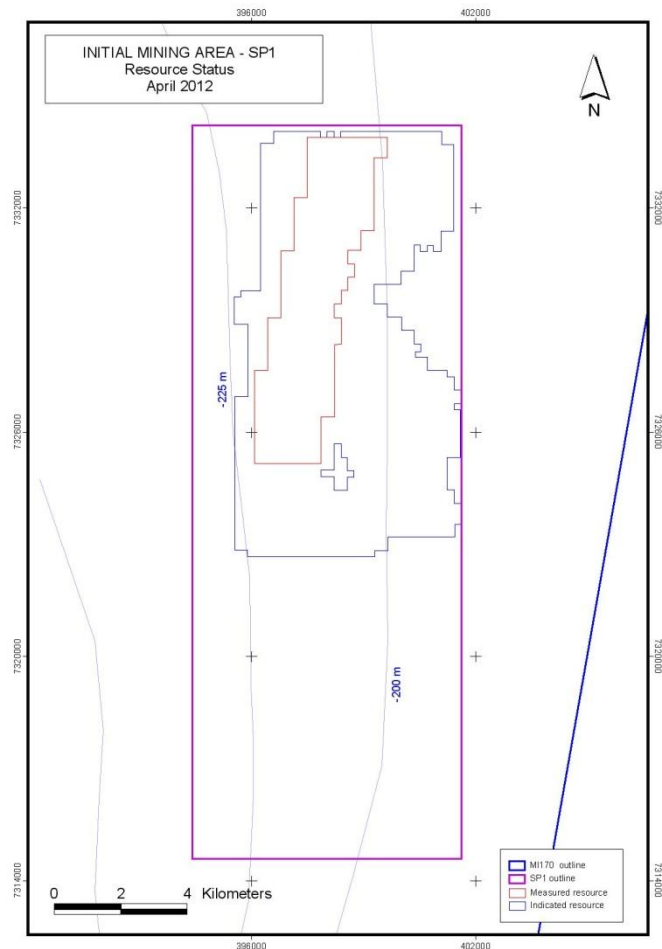 396000
402000
INITIAL MINING AREA - SP1
Resource Status
April 2012
N
7332000
7332000
-225 m
7326000
7326000
7320000
7320000
-200 m
MI170 outline
SP1 outline
Measured resource
Indicated resource
0 2 4 Kilometers
7314000
7314000
396000
402000